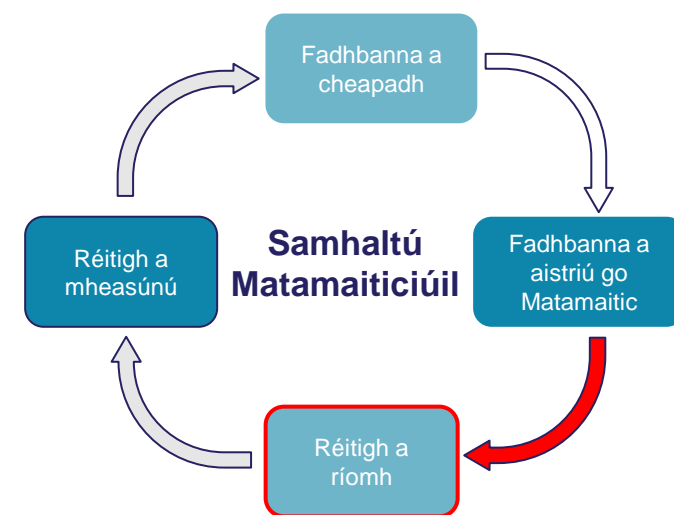 Fadhbanna a
cheapadh
Samhaltú
Matamaiticiúil
Réitigh a
mheasúnú
Fadhbanna a
aistriú go
Matamaitic
Réitigh a
ríomh